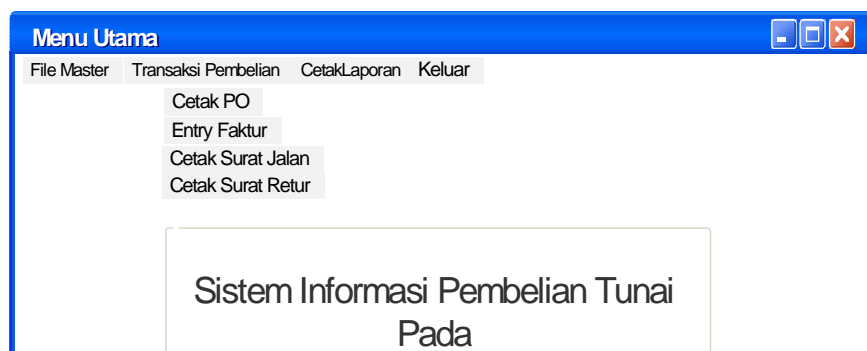 Menu Utama
File Master Transaksi Pembelian CetakLaporan Keluar
Cetak PO
Entry Faktur
Cetak Surat Jalan
Cetak Surat Retur
Sistem Informasi Pembelian Tunai
Pada